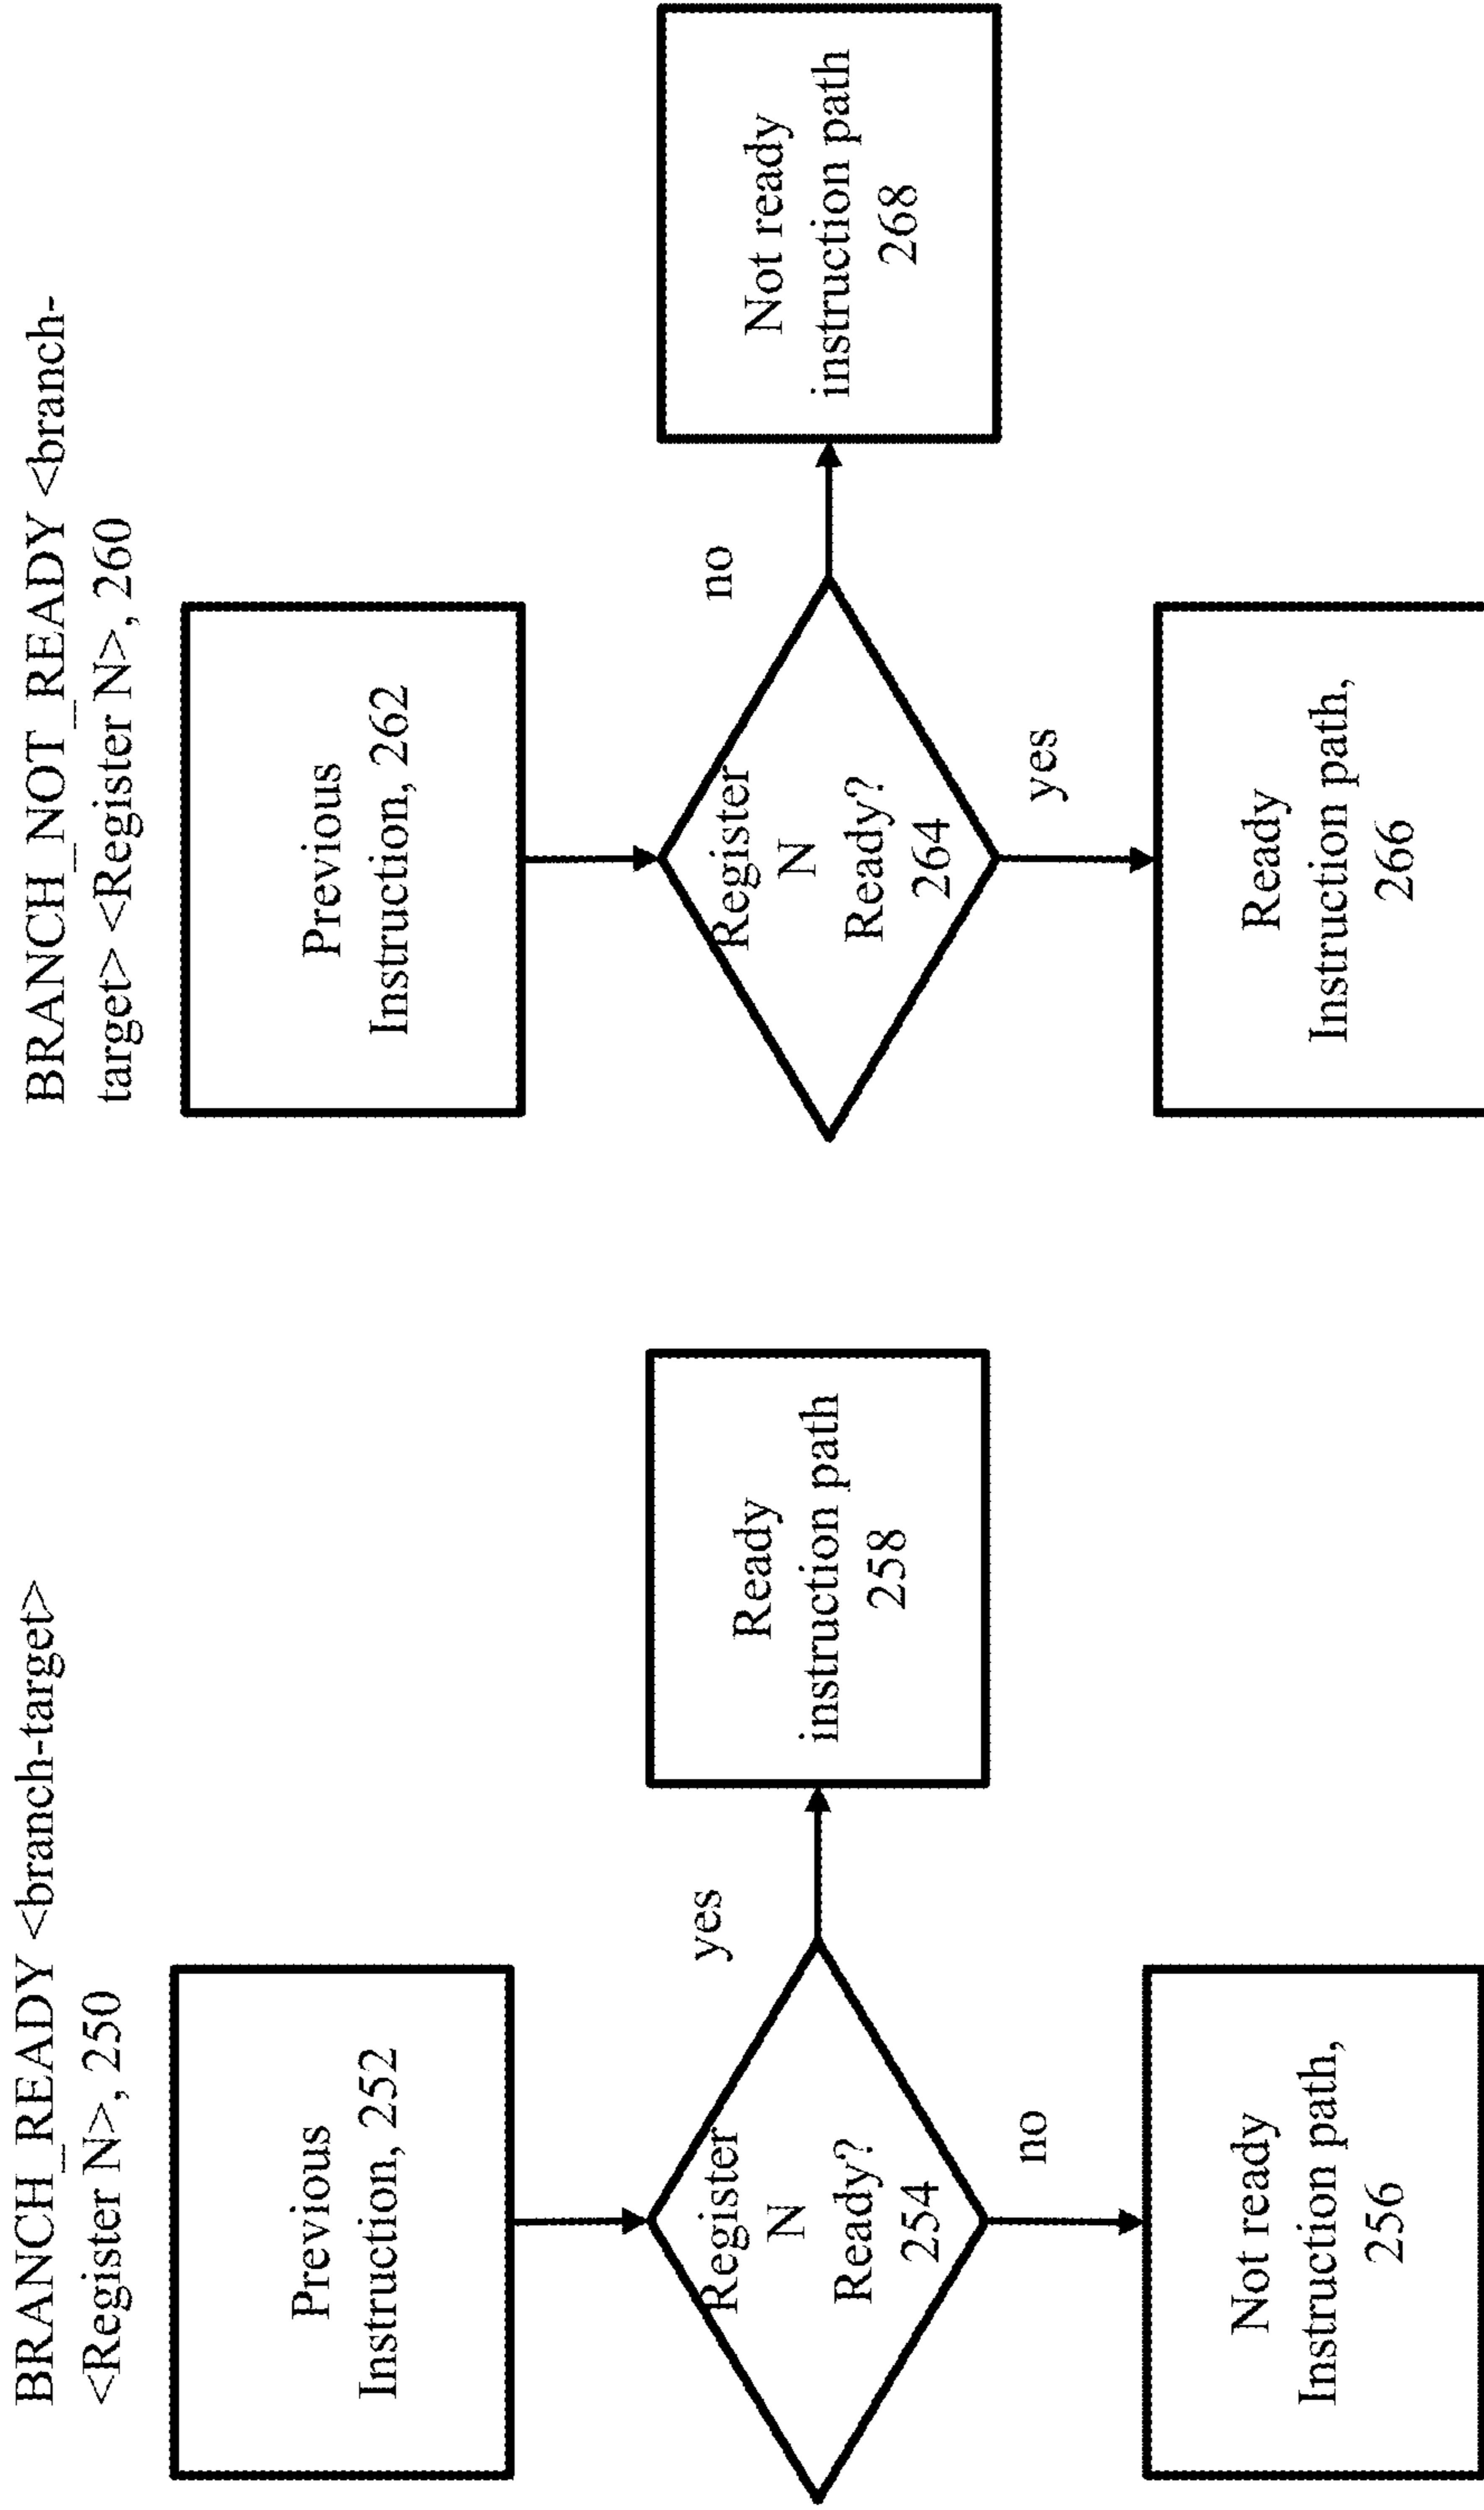 BRANCH_READY <branch-target>
<Register N>, 250
Previous
Instruction, 252
Register
N
Ready?
254
yes
Ready
instruction path
258
no
Not ready
Instruction path,
256
BRANCH_NOT_READY <branch-
target> <Register N>, 260
Previous
Instruction, 262
Register
N
Ready?
264
no
Not ready
instruction path
268
yes
Ready
Instruction path,
266